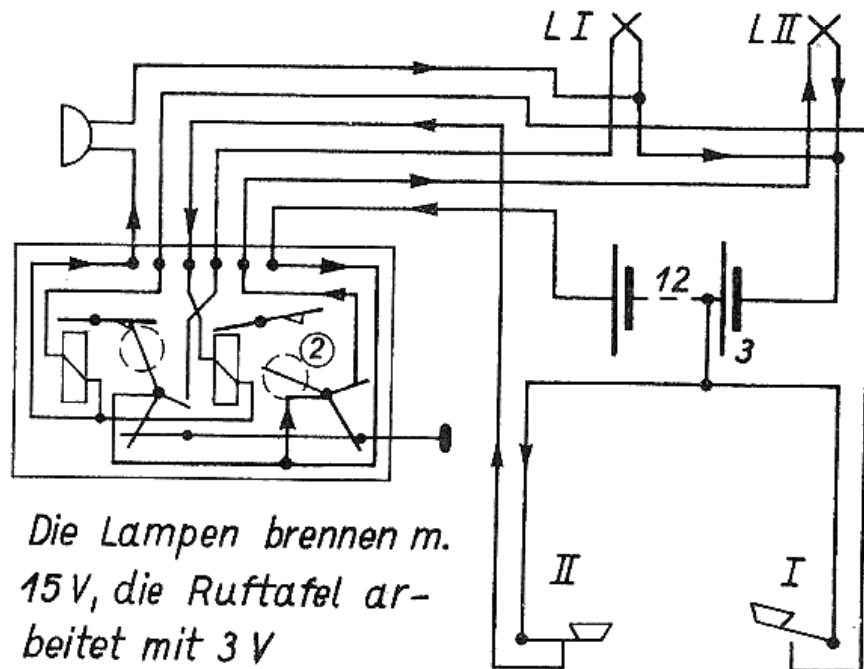 L I
L II
12
3
2
II
I
Die Lampen brennen m.
15 V, die Ruftafel ar-
beitet mit 3 V